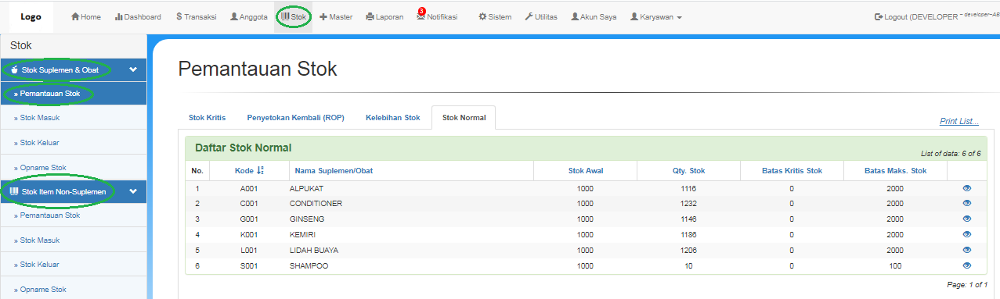 Logo Home Dashboard $ Transaksi Anggota Stok Master Laporan 3 Notifikasi Sistem Utilitas Akun Saya Karyawan Logout (DEVELOPER - developer-AB
Stok
Stok Suplemen & Obat
» Pemantauan Stok
» Stok Masuk
» Stok Keluar
» Opname Stok
Stok Item Non-Suplemen
» Pemantauan Stok
» Stok Masuk
» Stok Keluar
» Opname Stok
Pemantauan Stok
Stok Kritis Penyetokan Kembali (ROP) Kelebihan Stok Stok Normal Print List...
Daftar Stok Normal
List of data: 6 of 6
No. Kode Nama Suplemen/Obat Stok Awal Qty. Stok Batas Kritis Stok Batas Maks. Stok
1 A001 ALPUKAT 1000 1116 0 2000
2 C001 CONDITIONER 1000 1232 0 2000
3 G001 GINSENG 1000 1146 0 2000
4 K001 KEMIRI 1000 1186 0 2000
5 L001 LIDAH BUAYA 1000 1206 0 2000
6 S001 SHAMPOO 1000 10 0 100
Page: 1 of 1